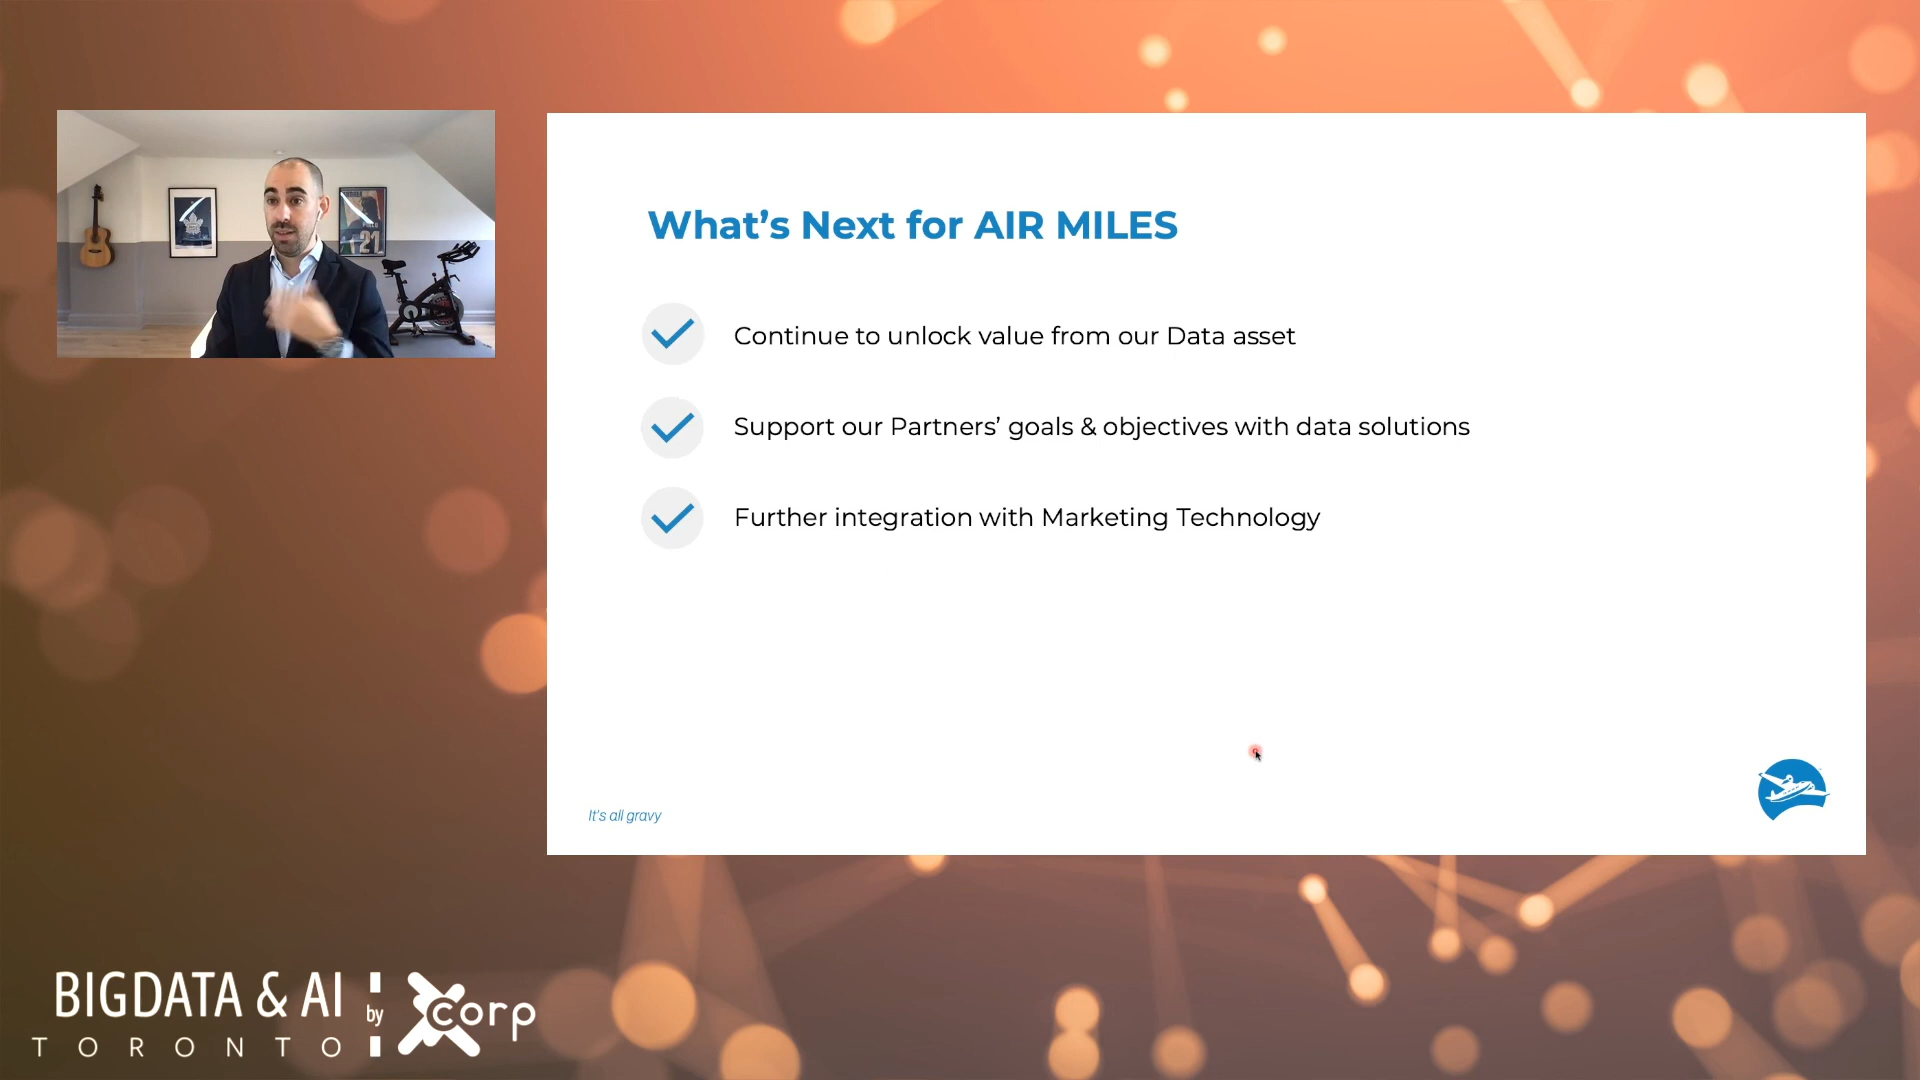 What's Next for AIR MILES
Continue to unlock value from our Data asset
Support our Partners' goals & objectives with data solutions
Further integration with Marketing Technology
It's all gravy
21
BIGDATA & AI
TORONTO
by
corp